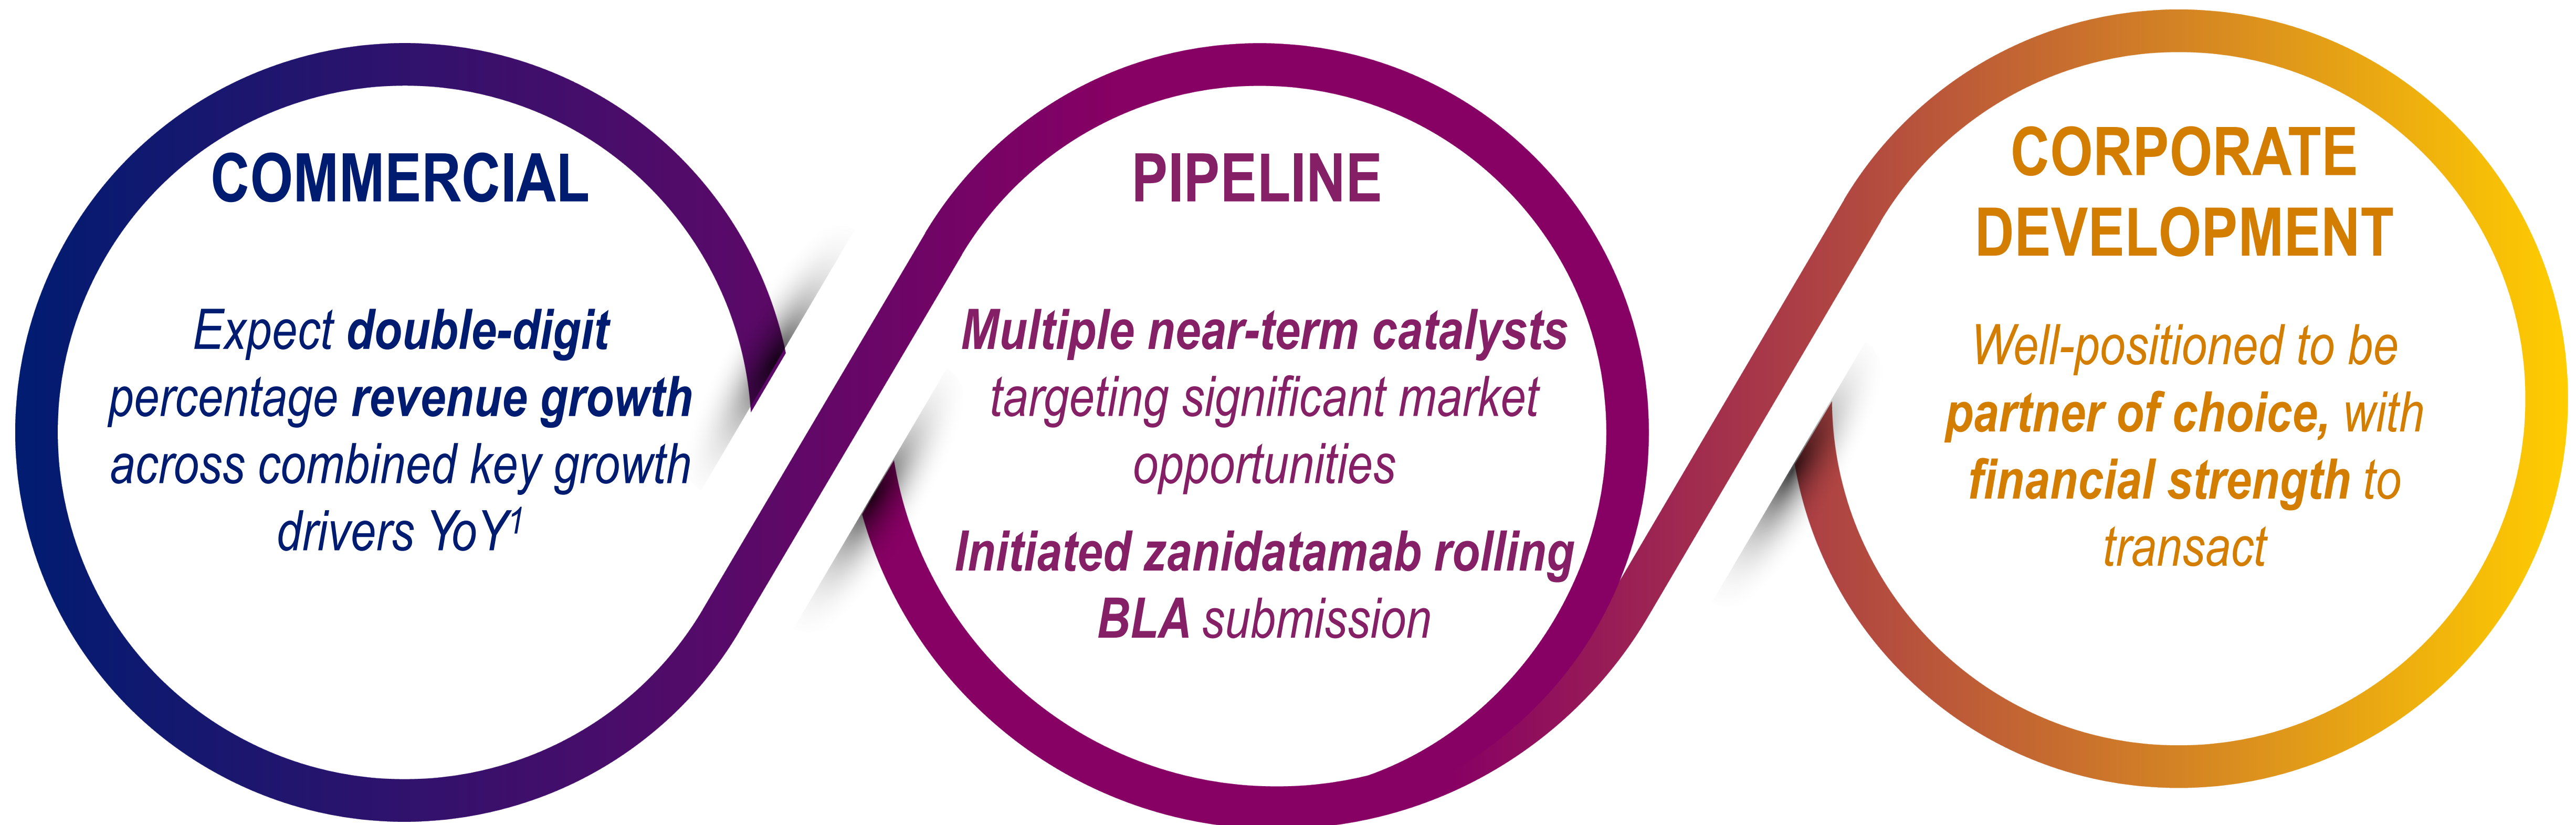 COMMERCIAL
Expect double-digit
percentage revenue growth
across combined key growth
drivers YoY¹
PIPELINE
Multiple near-term catalysts
targeting significant market
opportunities
Initiated zanidatamab rolling
BLA submission
CORPORATE
DEVELOPMENT
Well-positioned to be
partner of choice, with
financial strength to
transact